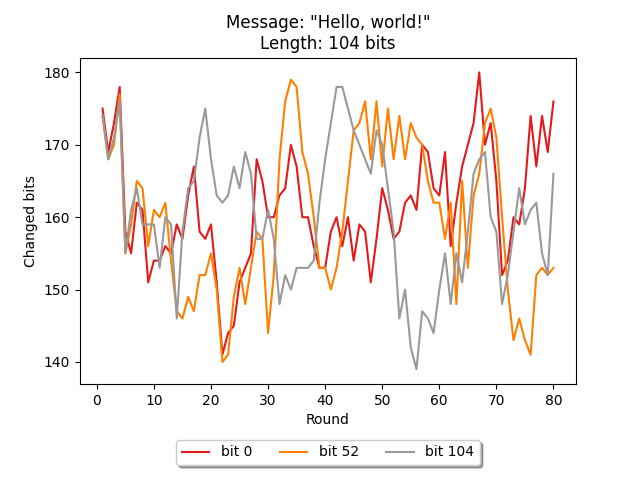 Message: "Hello, world!"
Length: 104 bits
180
170
160
150
140
Changed bits
0 10 20 30 40 50 60 70 80
Round
bit 0 bit 52 bit 104